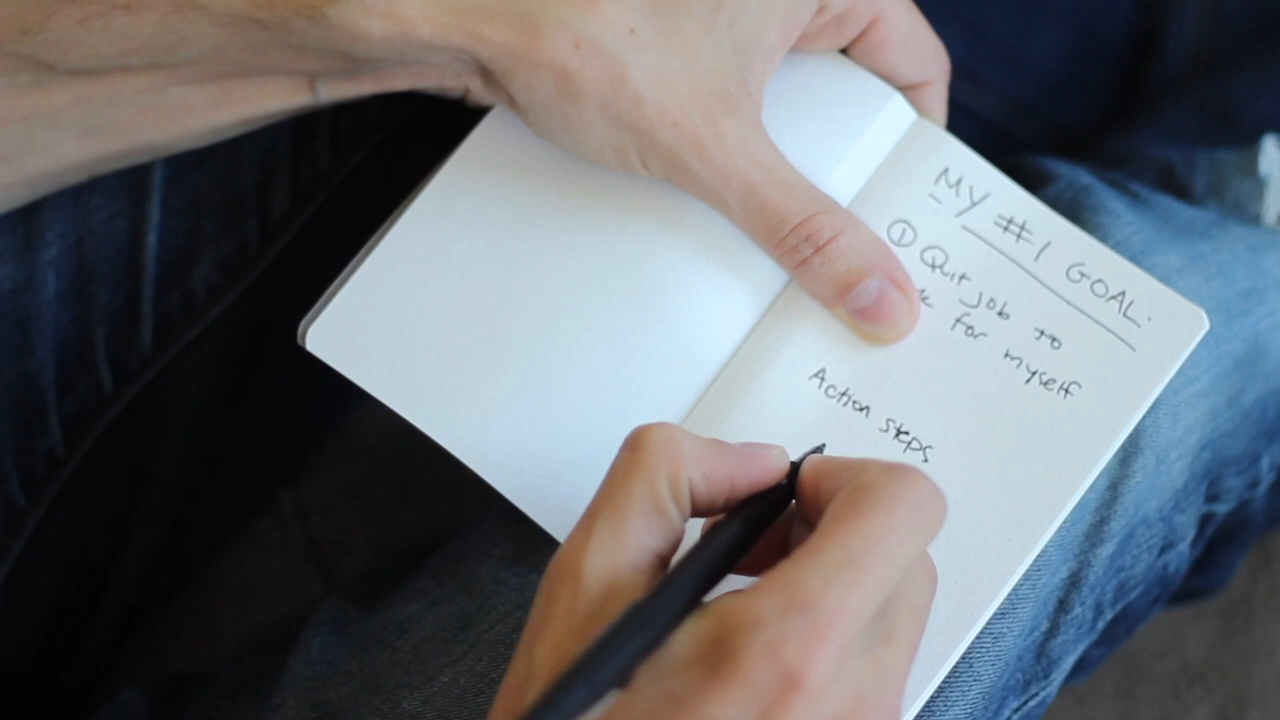 MY #1 GOAL.
① Quit job to
for myself
Action steps